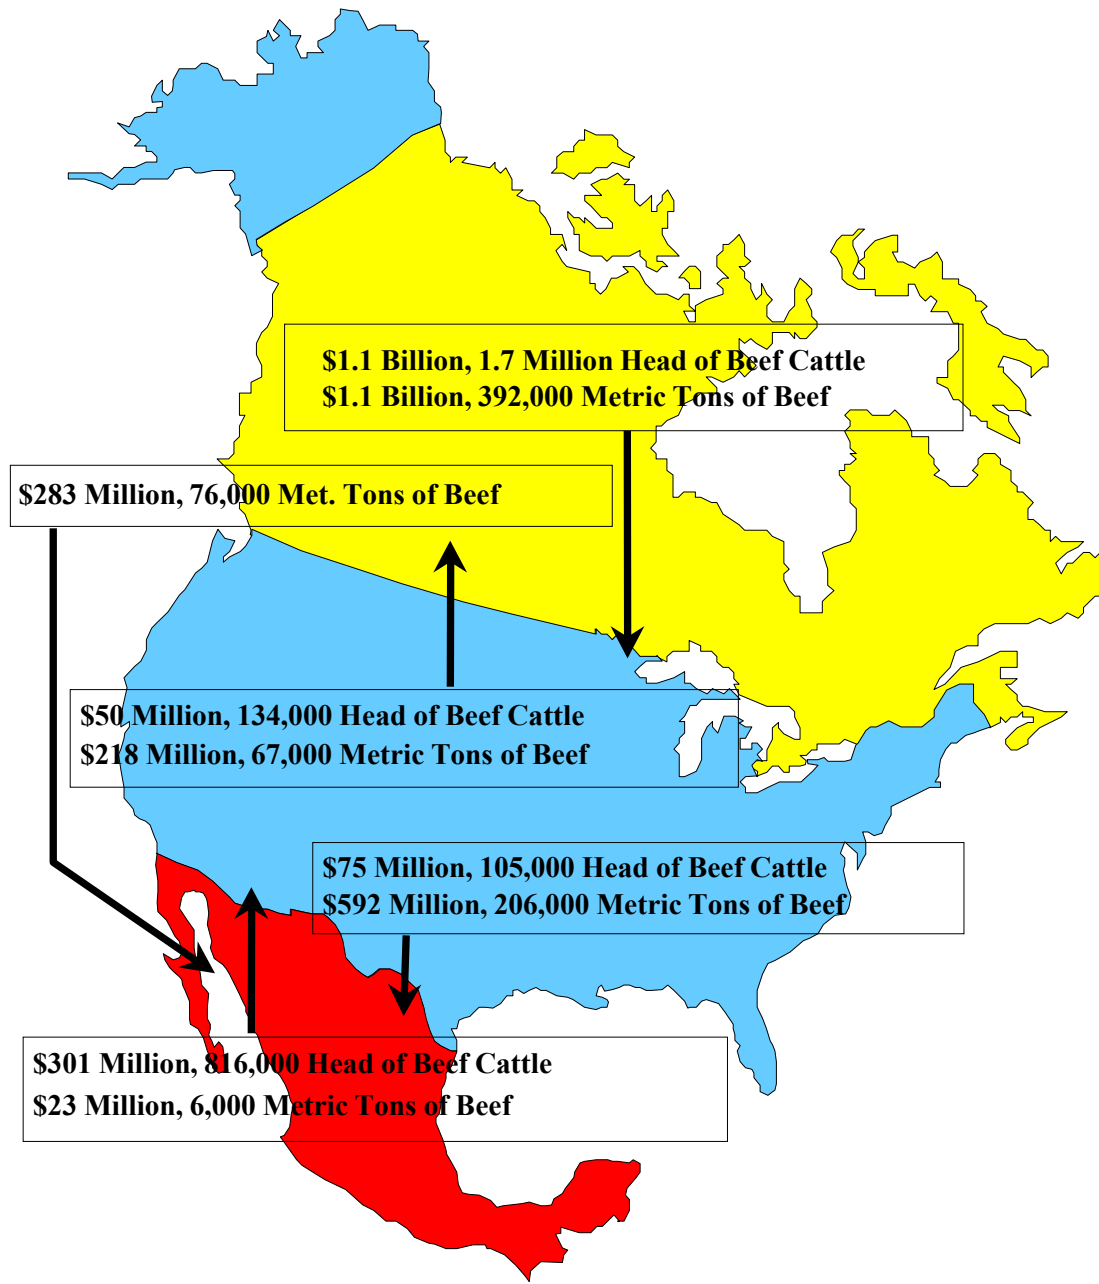 $1.1 Billion, 1.7 Million Head of Beef Cattle
$1.1 Billion, 392,000 Metric Tons of Beef
$283 Million, 76,000 Met. Tons of Beef
$50 Million, 134,000 Head of Beef Cattle
$218 Million, 67,000 Metric Tons of Beef
$75 Million, 105,000 Head of Beef Cattle
$592 Million, 206,000 Metric Tons of Beef
$301 Million, 816,000 Head of Beef Cattle
$23 Million, 6,000 Metric Tons of Beef